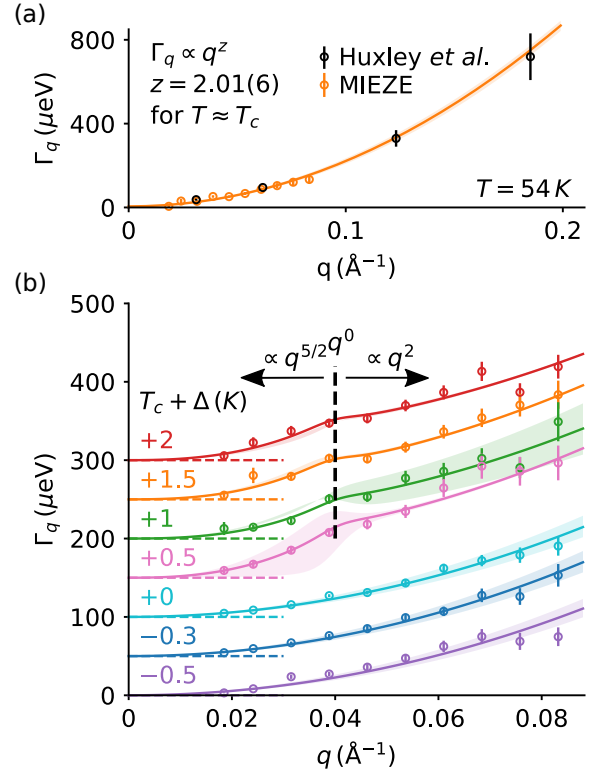 (a)
Γq ∝ q^z
z = 2.01(6)
for T ≈ Tc
Huxley et al.
MIEZE
T = 54 K
800
400
0
Γq (μeV)
0
0.1
0.2
q (Å⁻¹)
(b)
∝ q^5/2 q^0 ∝ q^2
Tc + Δ (K)
+2
+1.5
+1
+0.5
+0
−0.3
−0.5
500
400
300
200
100
0
Γq (μeV)
0
0.02
0.04
0.06
0.08
q (Å⁻¹)